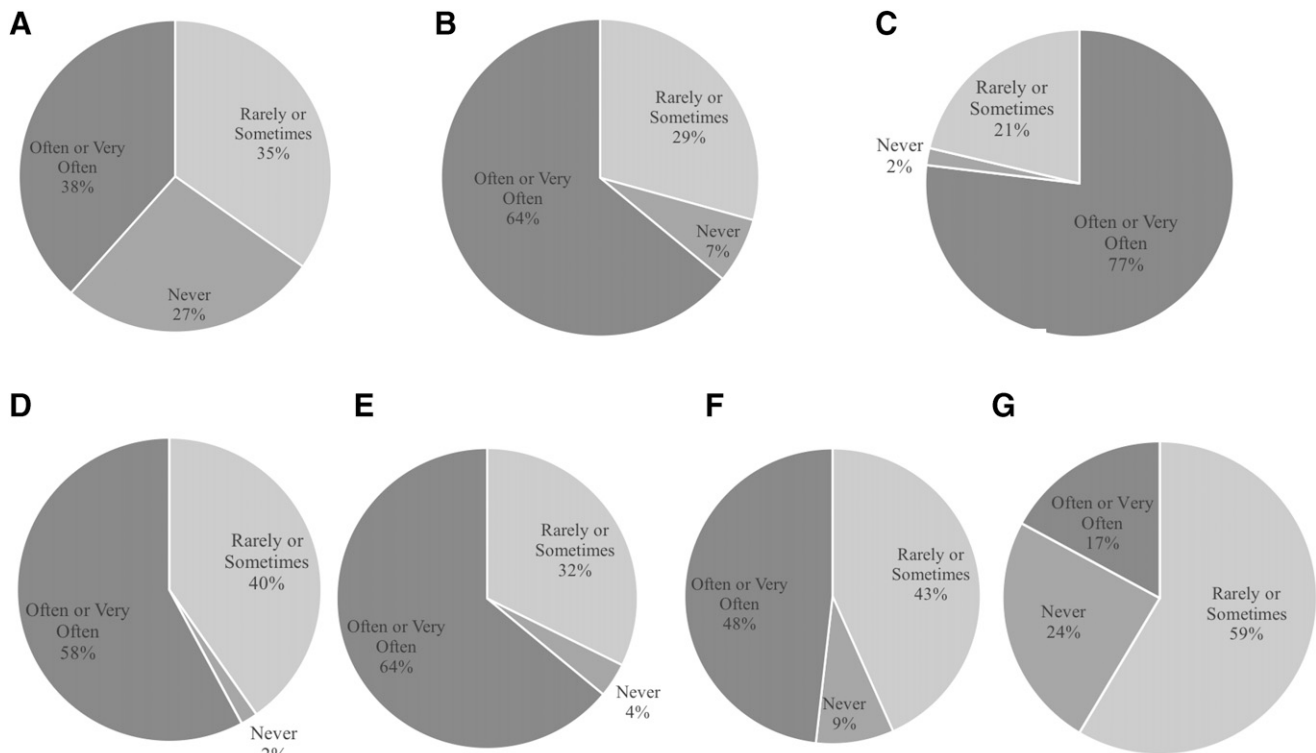 A
Rarely or
Sometimes
35%
Often or Very
Often
38%
Never
27%
B
Rarely or
Sometimes
29%
Often or Very
Often
64%
Never
7%
C
Rarely or
Sometimes
21%
Never
2%
Often or Very
Often
77%
D
Rarely or
Sometimes
40%
Often or Very
Often
58%
Never
2%
E
Rarely or
Sometimes
32%
Often or Very
Often
64%
Never
4%
F
Rarely or
Sometimes
43%
Often or Very
Often
48%
Never
9%
G
Often or Very
Often
17%
Never
24%
Rarely or
Sometimes
59%